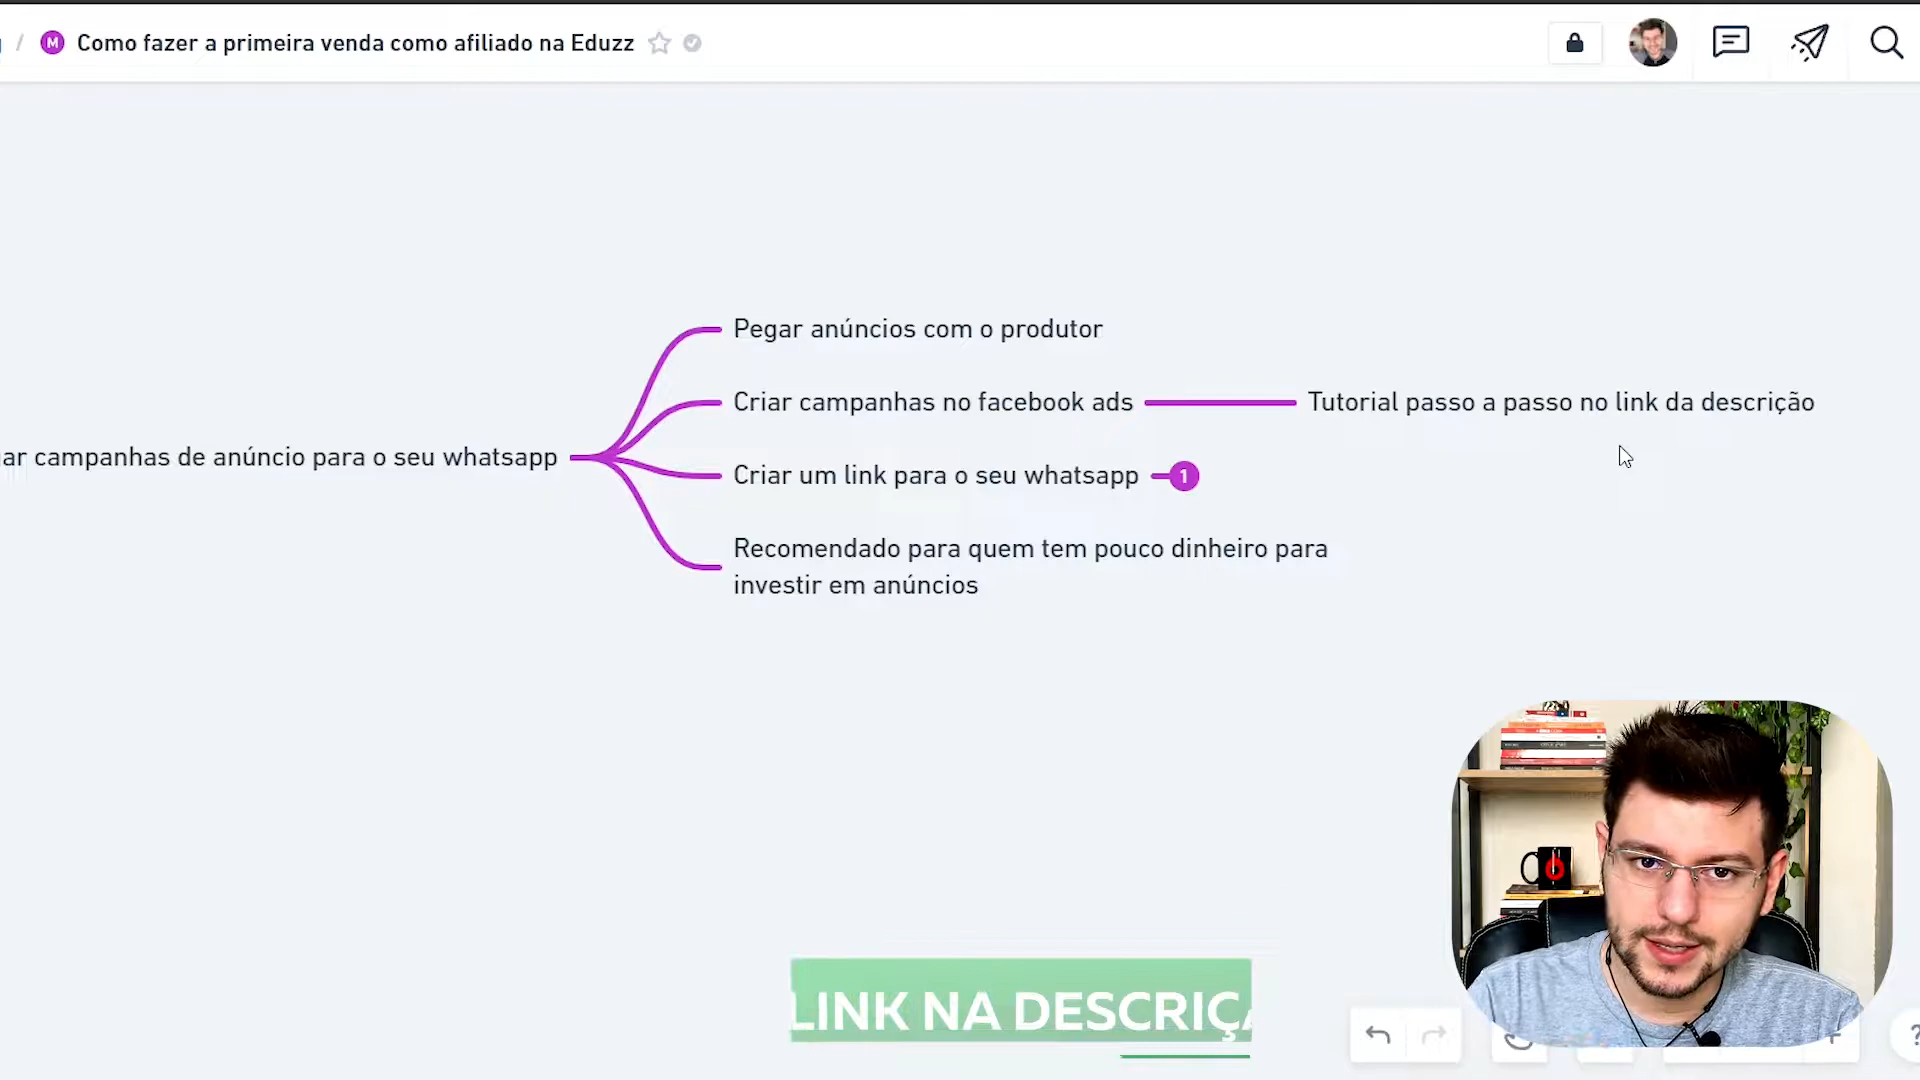 / M Como fazer a primeira venda como afiliado na Eduzz
Pegar anúncios com o produtor
Criar campanhas no facebook ads
Tutorial passo a passo no link da descrição
ar campanhas de anúncio para o seu whatsapp
Criar um link para o seu whatsapp
1
Recomendado para quem tem pouco dinheiro para
investir em anúncios
LINK NA DESCRIÇ
?